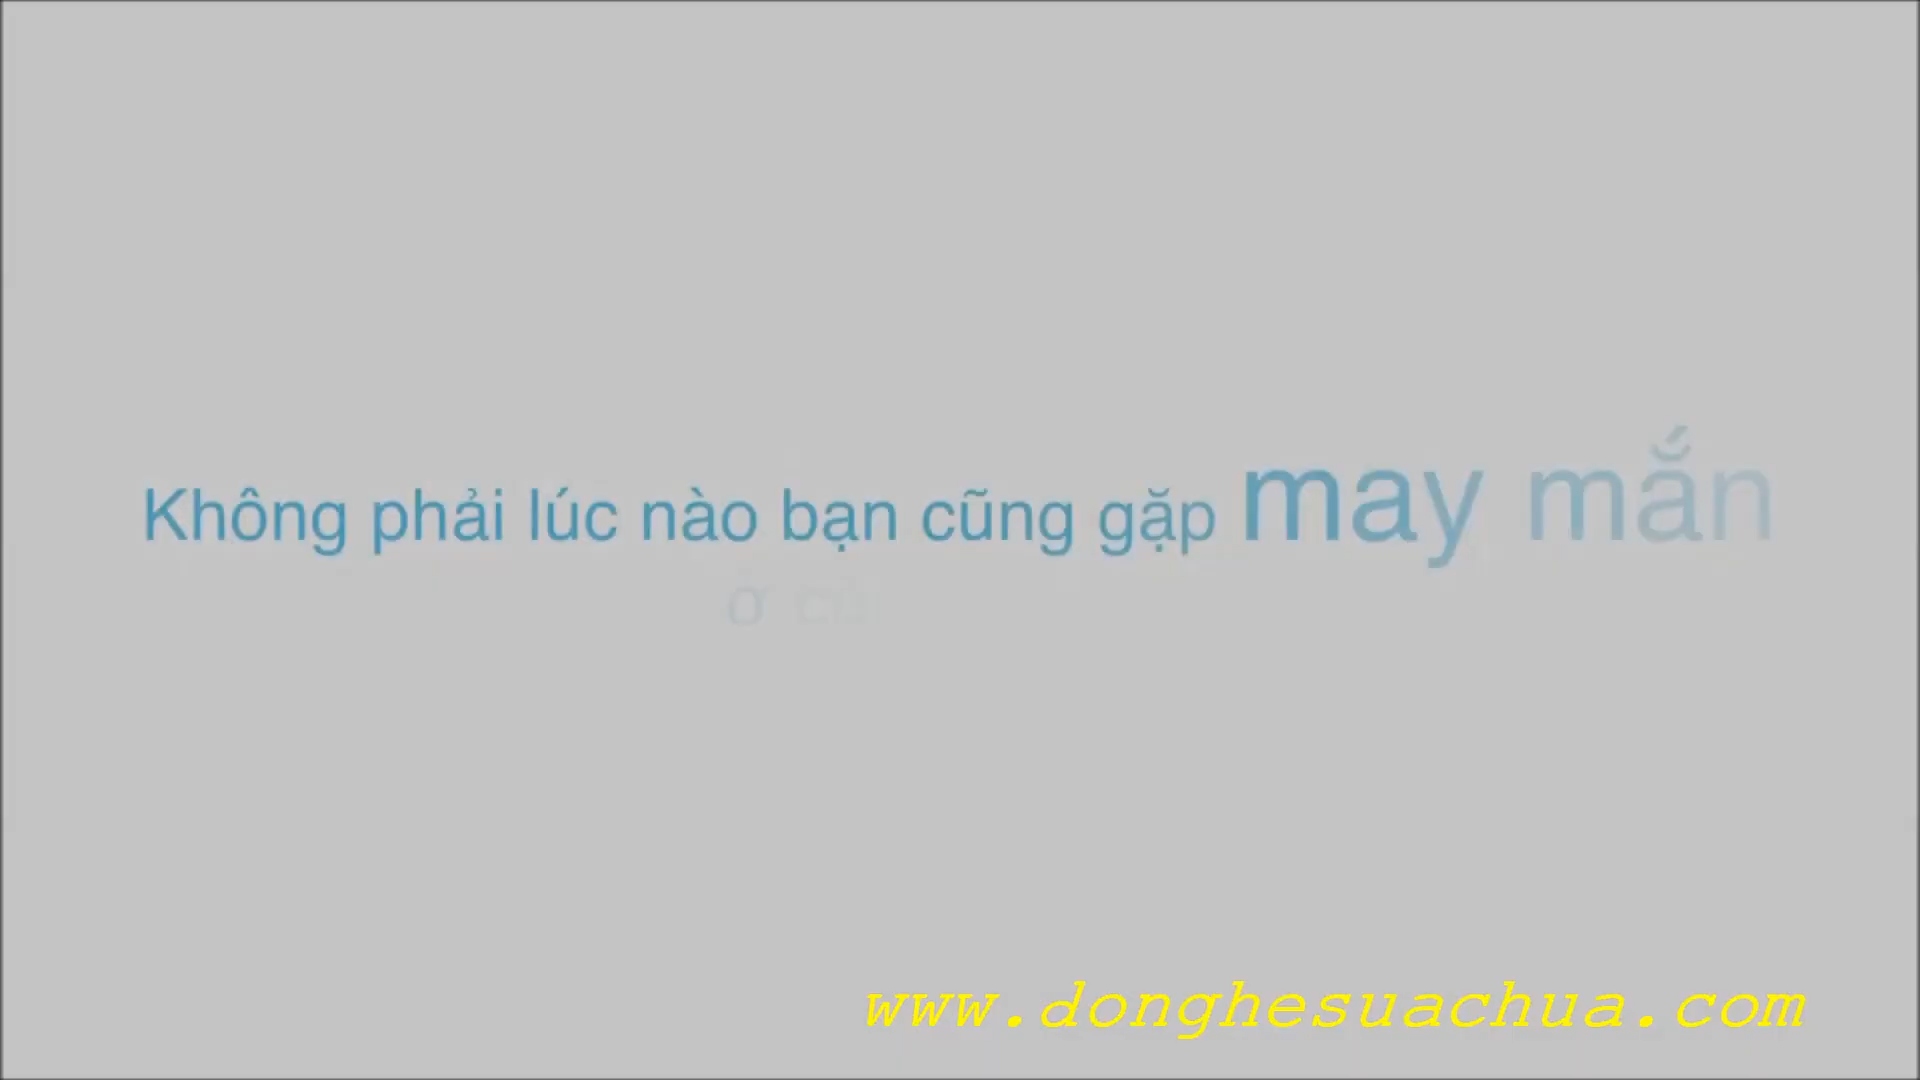 Không phải lúc nào bạn cũng gặp may mắn
www.donghesuachua.com